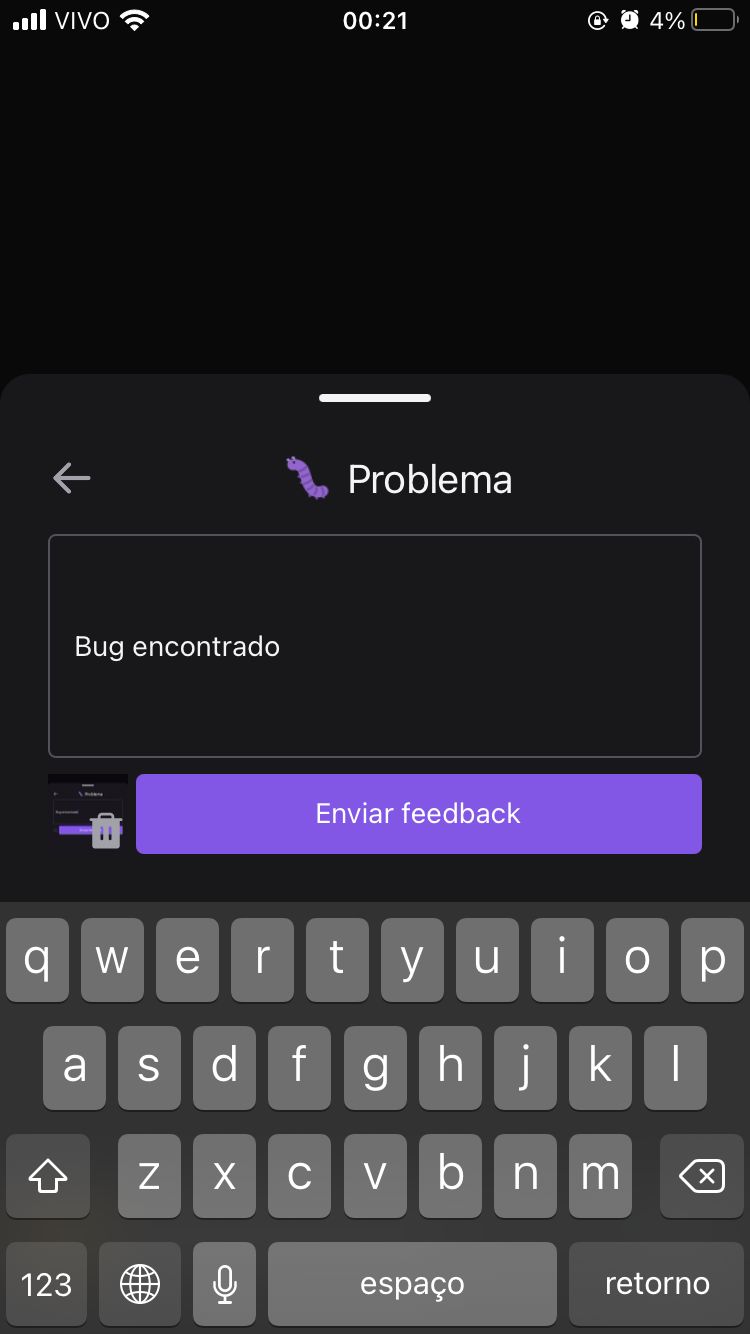 VIVO 00:21 4%
Problema
Bug encontrado
Enviar feedback
q w e r t y u i o p
a s d f g h j k l
z x c v b n m
123 espaço retorno